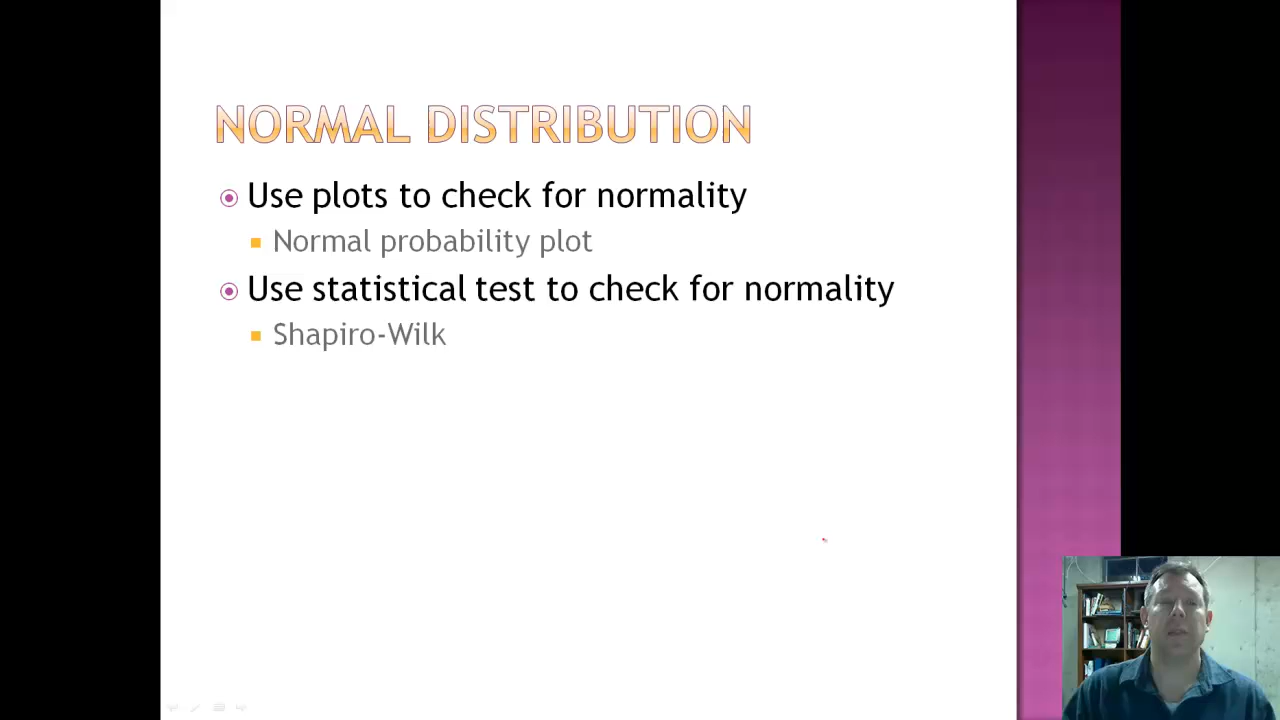 NORMAL DISTRIBUTION
Use plots to check for normality
Normal probability plot
Use statistical test to check for normality
Shapiro-Wilk